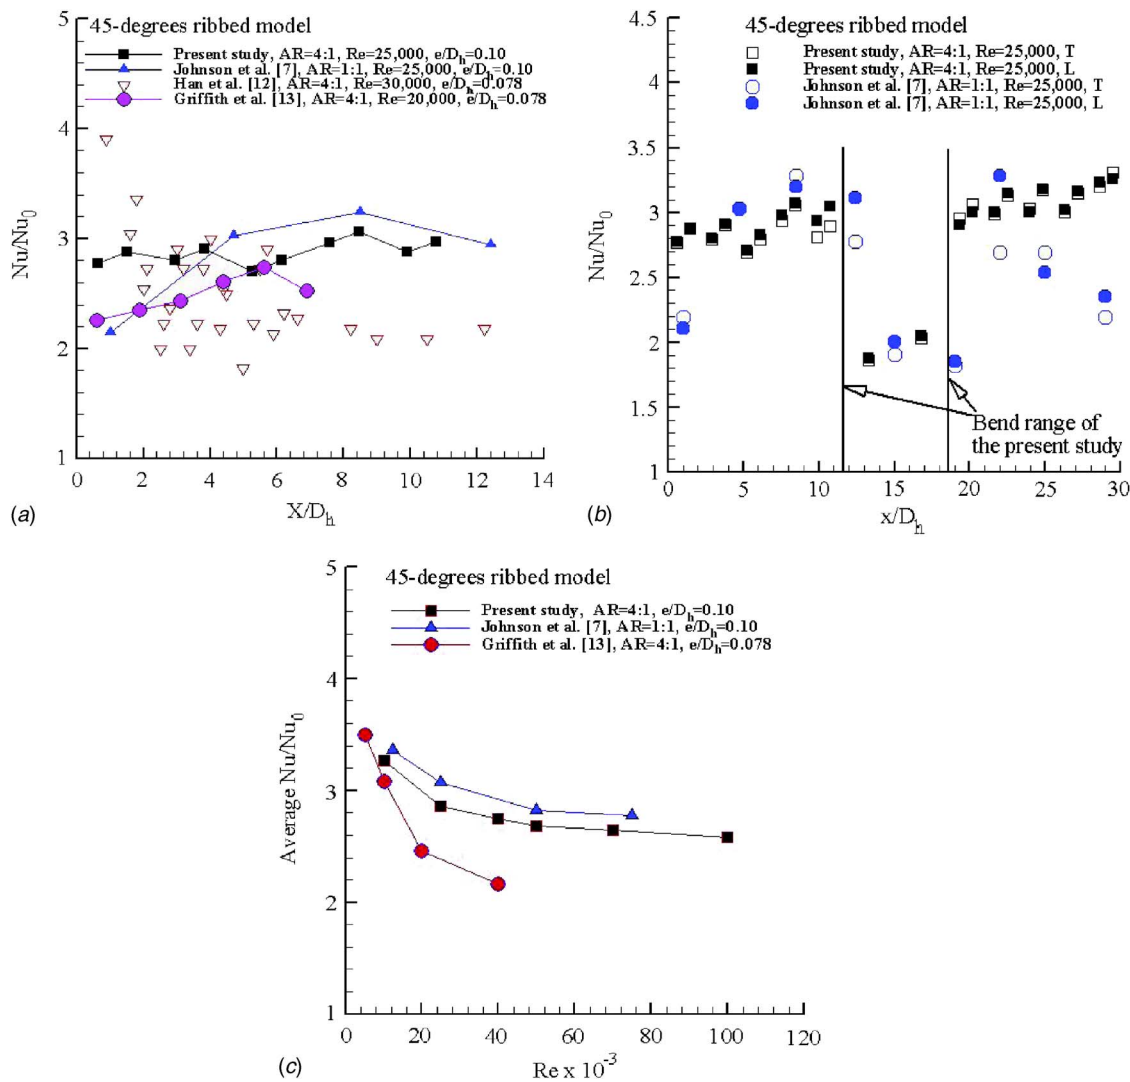 45-degrees ribbed model
Present study, AR=4:1, Re=25,000, e/Dh=0.10
Johnson et al. [7], AR=1:1, Re=25,000, e/Dh=0.10
Han et al. [12], AR=4:1, Re=30,000, e/Dh=0.078
Griffith et al. [13], AR=4:1, Re=20,000, e/Dh=0.078
5
4
3
2
1
Nu/Nu0
0 2 4 6 8 10 12 14
X/Dh
(a)
45-degrees ribbed model
Present study, AR=4:1, Re=25,000, T
Present study, AR=4:1, Re=25,000, L
Johnson et al. [7], AR=1:1, Re=25,000, T
Johnson et al. [7], AR=1:1, Re=25,000, L
4.5
4
3.5
3
2.5
2
1.5
1
Nu/Nu0
Bend range of
the present study
0 5 10 15 20 25 30
x/Dh
(b)
45-degrees ribbed model
Present study, AR=4:1, e/Dh=0.10
Johnson et al. [7], AR=1:1, e/Dh=0.10
Griffith et al. [13], AR=4:1, e/Dh=0.078
5
4
3
2
1
Average Nu/Nu0
0 20 40 60 80 100 120
Re x 10-3
(c)